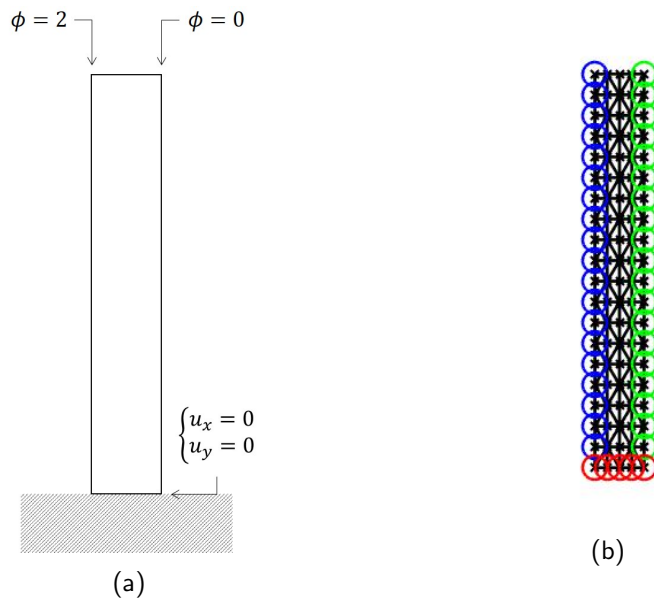 ϕ = 2
ϕ = 0
{u_x = 0
u_y = 0
(a)
(b)